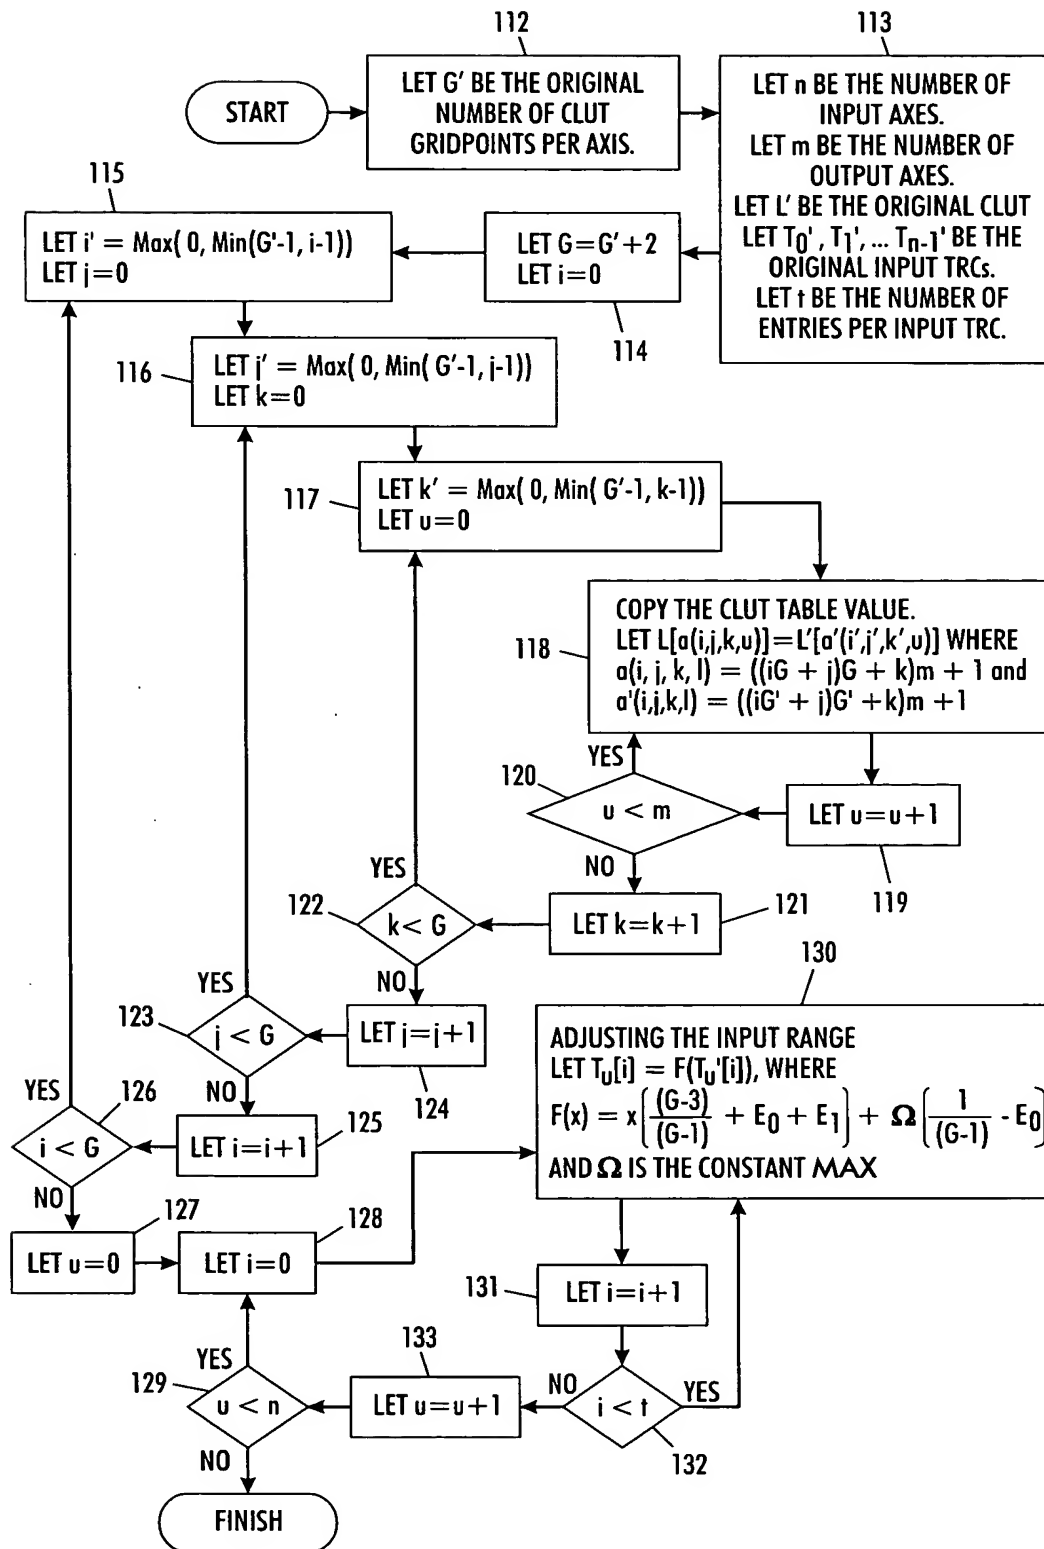 112
113
START
LET G' BE THE ORIGINAL
NUMBER OF CLUT
GRIDPOINTS PER AXIS.
LET n BE THE NUMBER OF
INPUT AXES.
LET m BE THE NUMBER OF
OUTPUT AXES.
LET L' BE THE ORIGINAL CLUT
LET T0', T1', ... Tn-1' BE THE
ORIGINAL INPUT TRCs.
LET t BE THE NUMBER OF
ENTRIES PER INPUT TRC.
115
LET i' = Max( 0, Min(G'-1, i-1))
LET j=0
LET G=G'+2
LET i=0
114
116
LET j' = Max( 0, Min( G'-1, j-1))
LET k=0
117
LET k' = Max( 0, Min( G'-1, k-1))
LET u=0
118
COPY THE CLUT TABLE VALUE.
LET L[a(i,j,k,u)]=L'[a'(i',j',k',u)] WHERE
a(i, j, k, l) = ((iG + j)G + k)m + 1 and
a'(i,j,k,l) = ((iG' + j)G' +k)m +1
YES
120
u < m
LET u=u+1
119
NO
YES
122
k< G
LET k=k+1
121
NO
130
YES
123
j < G
LET j=j+1
124
NO
ADJUSTING THE INPUT RANGE
LET Tu[i] = F(Tu'[i]), WHERE
F(x) = x((G-3)/(G-1) + E0 + E1) + Ω(1/(G-1) - E0)
AND Ω IS THE CONSTANT MAX
YES
126
i < G
LET i=i+1
125
NO
127
128
LET u=0
LET i=0
131
LET i=i+1
YES
129
u < n
133
LET u=u+1
NO
i < t
YES
132
NO
FINISH